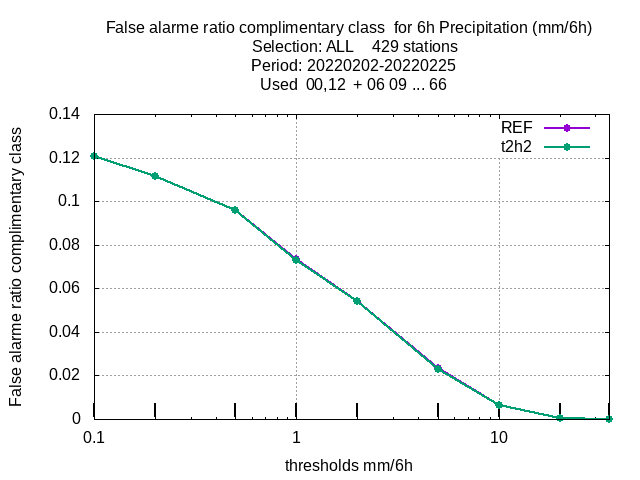 False alarme ratio complimentary class  for 6h Precipitation (mm/6h)
Selection: ALL    429 stations
Period: 20220202-20220225
Used  00,12  + 06 09 ... 66
REF
t2h2
0.14
0.12
0.1
0.08
0.06
0.04
0.02
0
False alarme ratio complimentary class
0.1
1
10
thresholds mm/6h